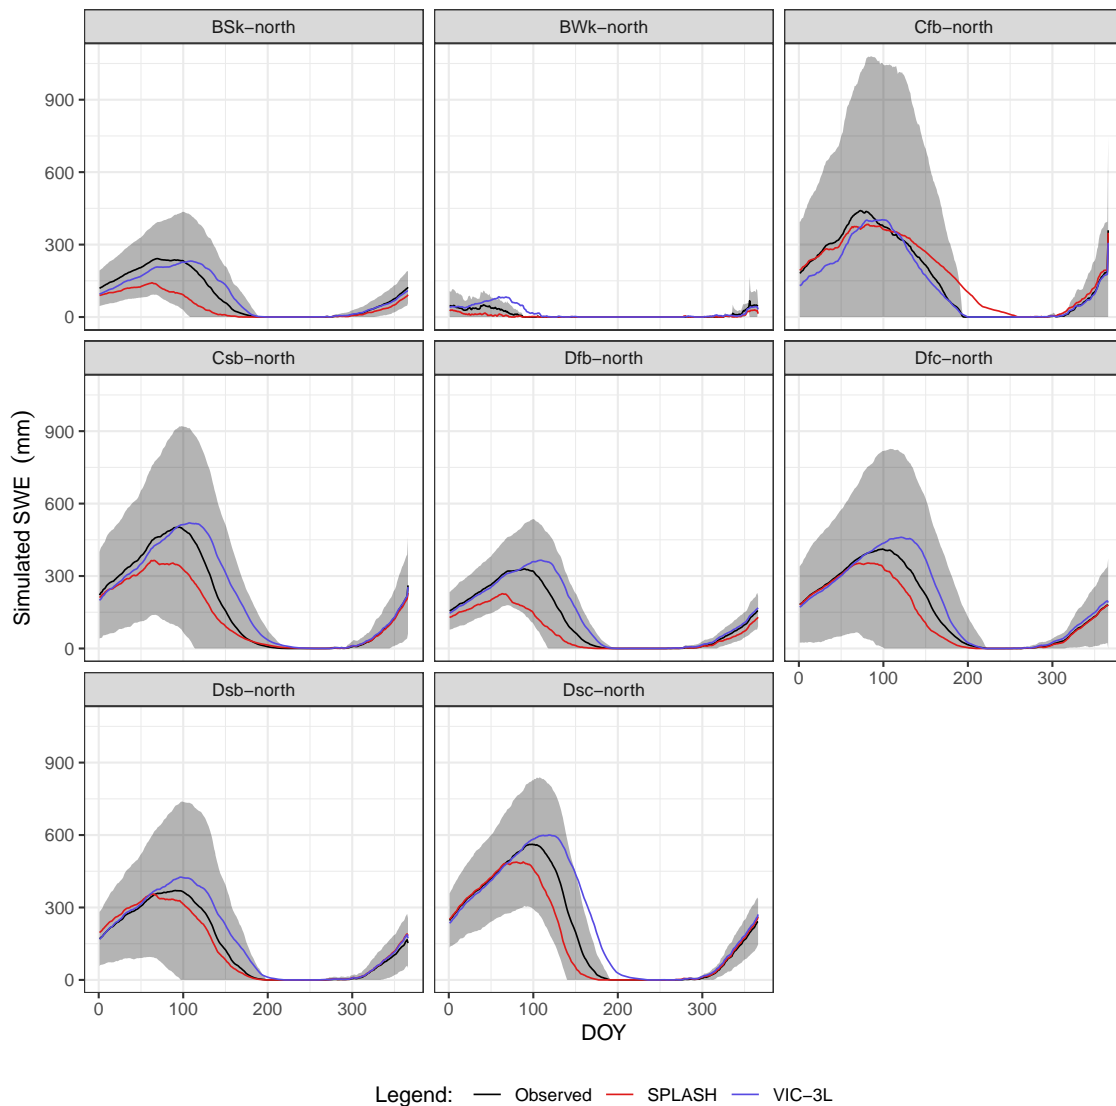 BSk−north BWk−north Cfb−north
900
600
300
0
Csb−north Dfb−north Dfc−north
900
600
300
0
0 100 200 300
Dsb−north Dsc−north
900
600
300
0
0 100 200 300 0 100 200 300
Simulated SWE (mm)
DOY
Legend: Observed SPLASH VIC−3L